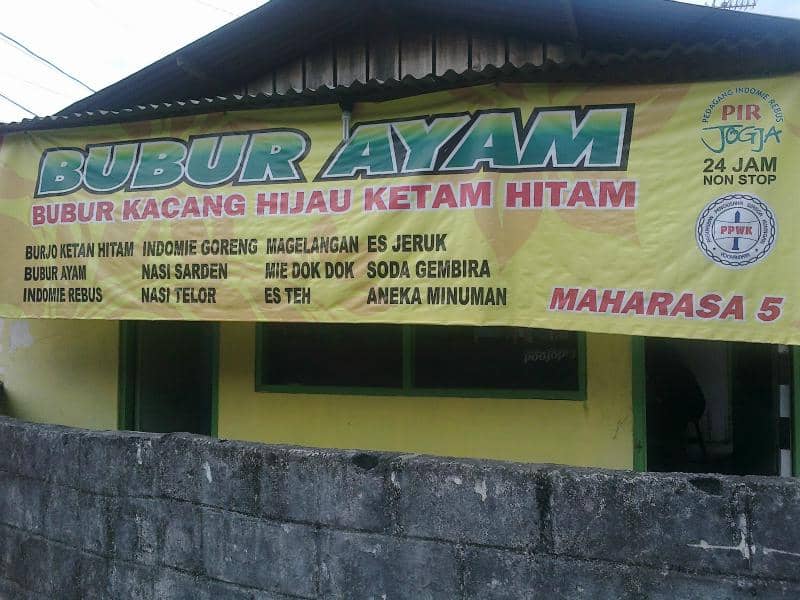 BUBUR AYAM
BUBUR KACANG HIJAU KETAM HITAM
BURJO KETAN HITAM INDOMIE GORENG MAGELANGAN ES JERUK
BUBUR AYAM NASI SARDEN MIE DOK DOK SODA GEMBIRA
INDOMIE REBUS NASI TELOR ES TEH ANEKA MINUMAN
PEDAGANG INDOMIE REBUS
PIR
JOGJA
24 JAM
NON STOP
PPWK
MAHARASA 5